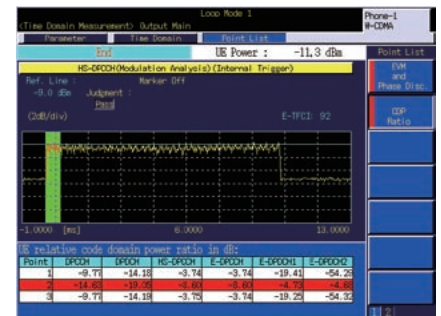 Loop Mode 1
<Time Domain Measurement> Output Main
Phone-1
W-CDMA
Parameter Time Domain Point List
End UE Power : -11.3 dBm Point List
HS-DPCCH(Modulation Analysis)(Internal Trigger)
Ref. Line : Marker Off
-9.0 dBm Judgment :
Pass
(2dB/div) E-TFCI: 92
EVM
and
Phase Disc.
CDP
Ratio
-1.0000 [ms] 6.0000 13.0000
UE relative code domain power ratio in dB:
Point DPCCH DPDCH HS-DPCCH E-DPCCH E-DPDCH1 E-DPDCH2
1 -9.77 -14.18 -3.74 -3.74 -19.41 -54.29
2 -14.63 -19.05 -8.60 -8.60 -4.73 -4.68
3 -9.77 -14.19 -3.75 -3.74 -19.25 -54.32
1 2